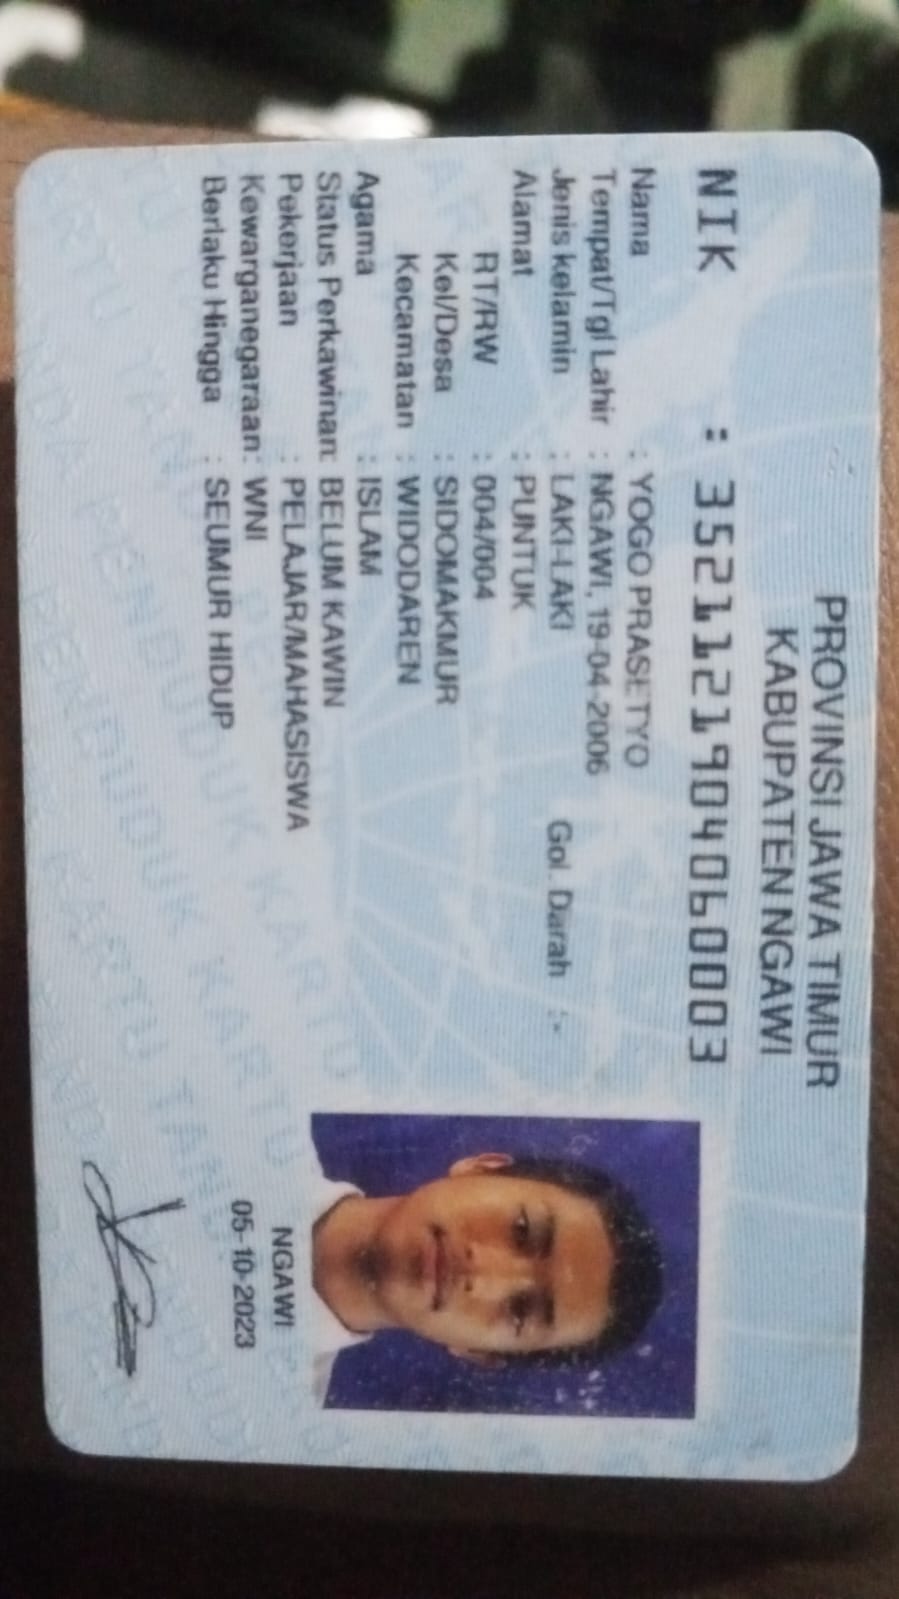 PROVINSI JAWA TIMUR
KABUPATEN NGAWI
NIK : 3521121904060003
Nama : YOGO PRASETYO
Tempat/Tgl Lahir : NGAWI, 19-04-2006
Jenis kelamin : LAKI-LAKI Gol. Darah :-
Alamat : PUNTUK
RT/RW : 004/004
Kel/Desa : SIDOMAKMUR
Kecamatan : WIDODAREN
Agama : ISLAM
Status Perkawinan: BELUM KAWIN
Pekerjaan : PELAJAR/MAHASISWA
Kewarganegaraan: WNI
Berlaku Hingga : SEUMUR HIDUP
NGAWI
05-10-2023